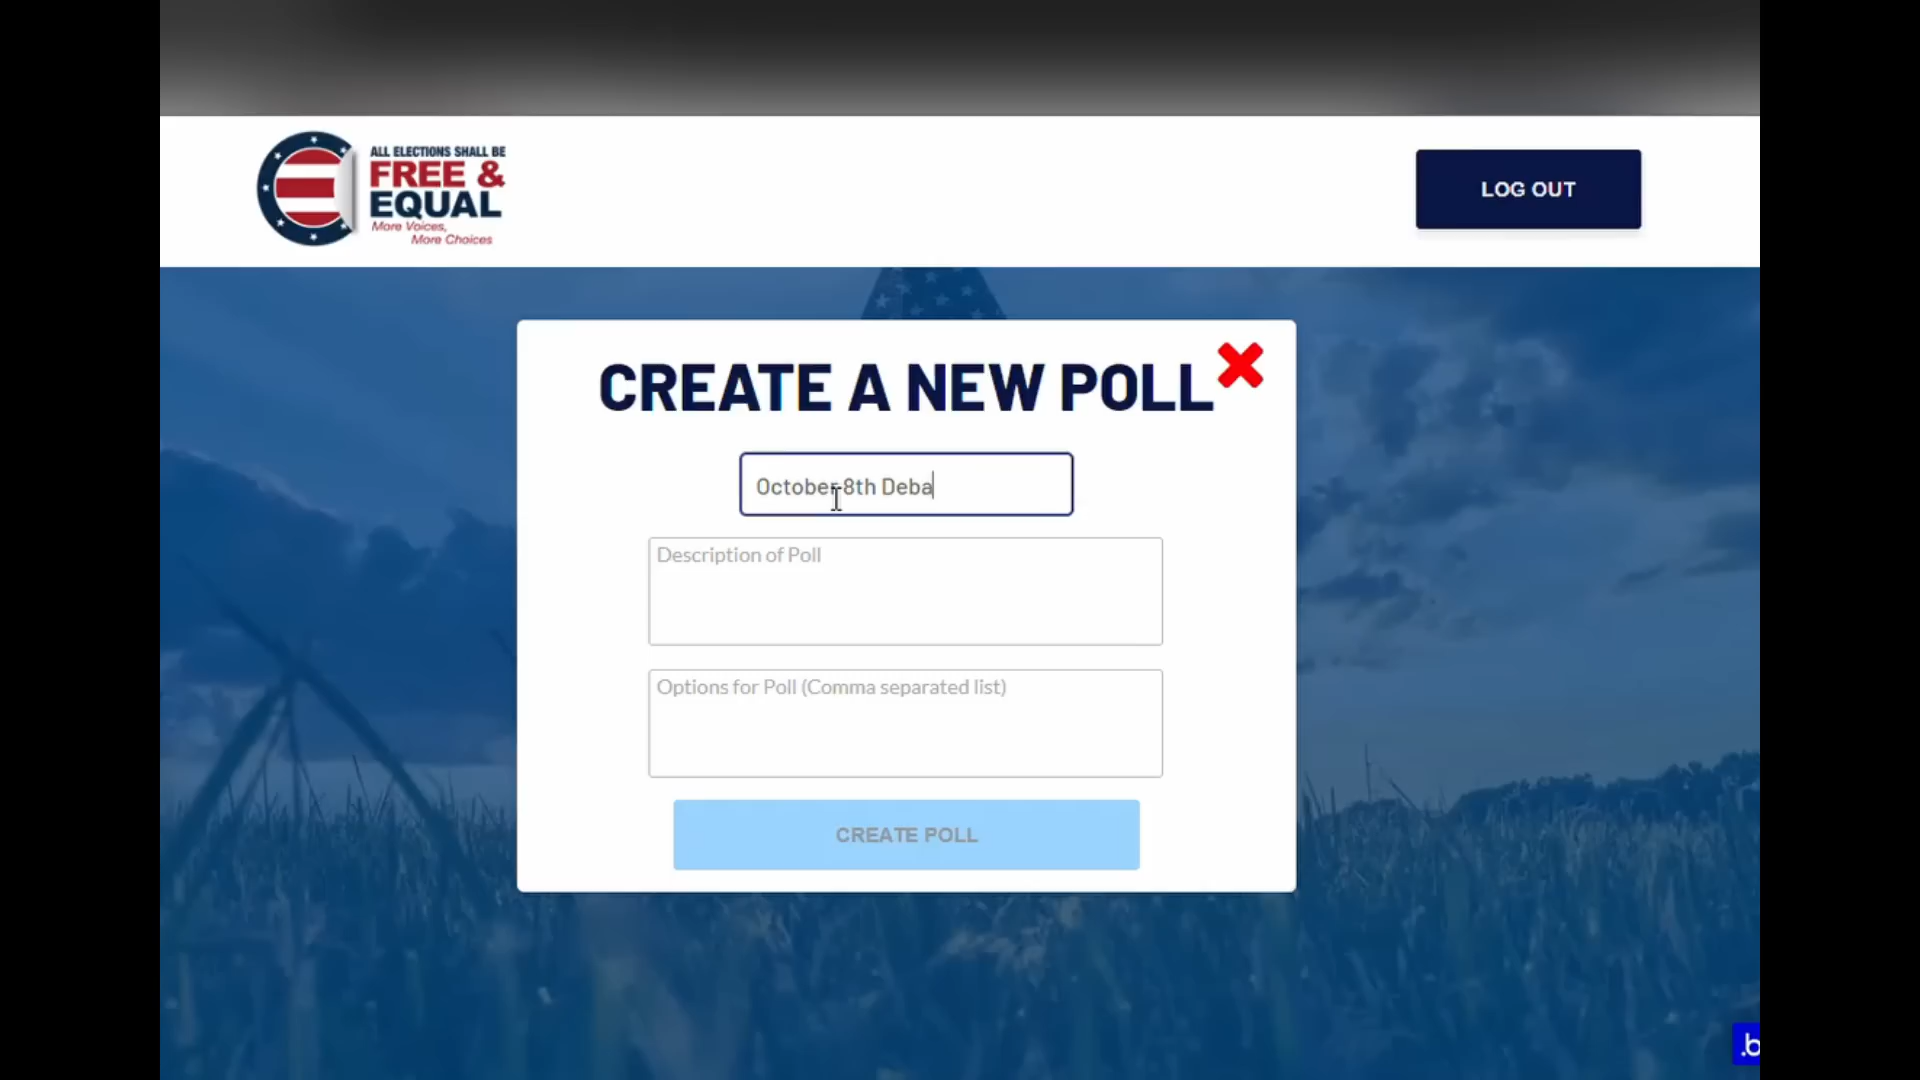 ALL ELECTIONS SHALL BE
FREE &
EQUAL
More Voices,
More Choices
LOG OUT
CREATE A NEW POLL
October 8th Deba
Description of Poll
Options for Poll (Comma separated list)
CREATE POLL
.b